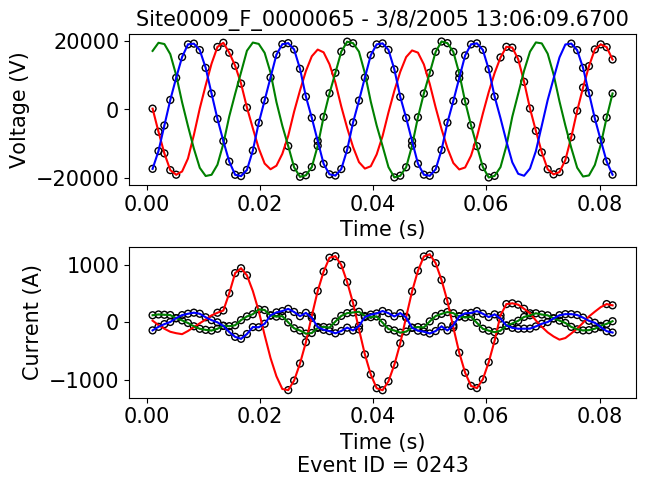 Site0009_F_0000065 - 3/8/2005 13:06:09.6700
Voltage (V)
20000
0
−20000
0.00 0.02 0.04 0.06 0.08
Time (s)
Current (A)
1000
0
−1000
0.00 0.02 0.04 0.06 0.08
Time (s)
Event ID = 0243